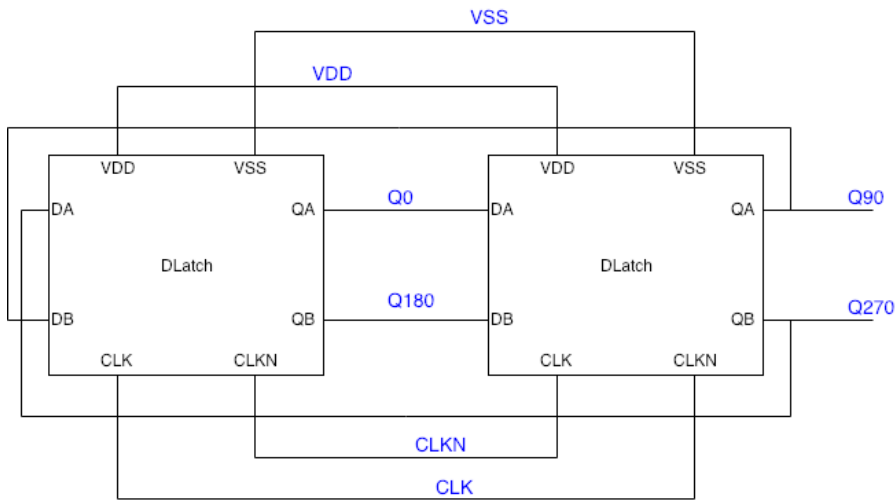 VSS
VDD
VDD VSS VDD VSS
DA QA Q0 DA QA Q90
DLatch DLatch
DB QB Q180 DB QB Q270
CLK CLKN CLK CLKN
CLKN
CLK